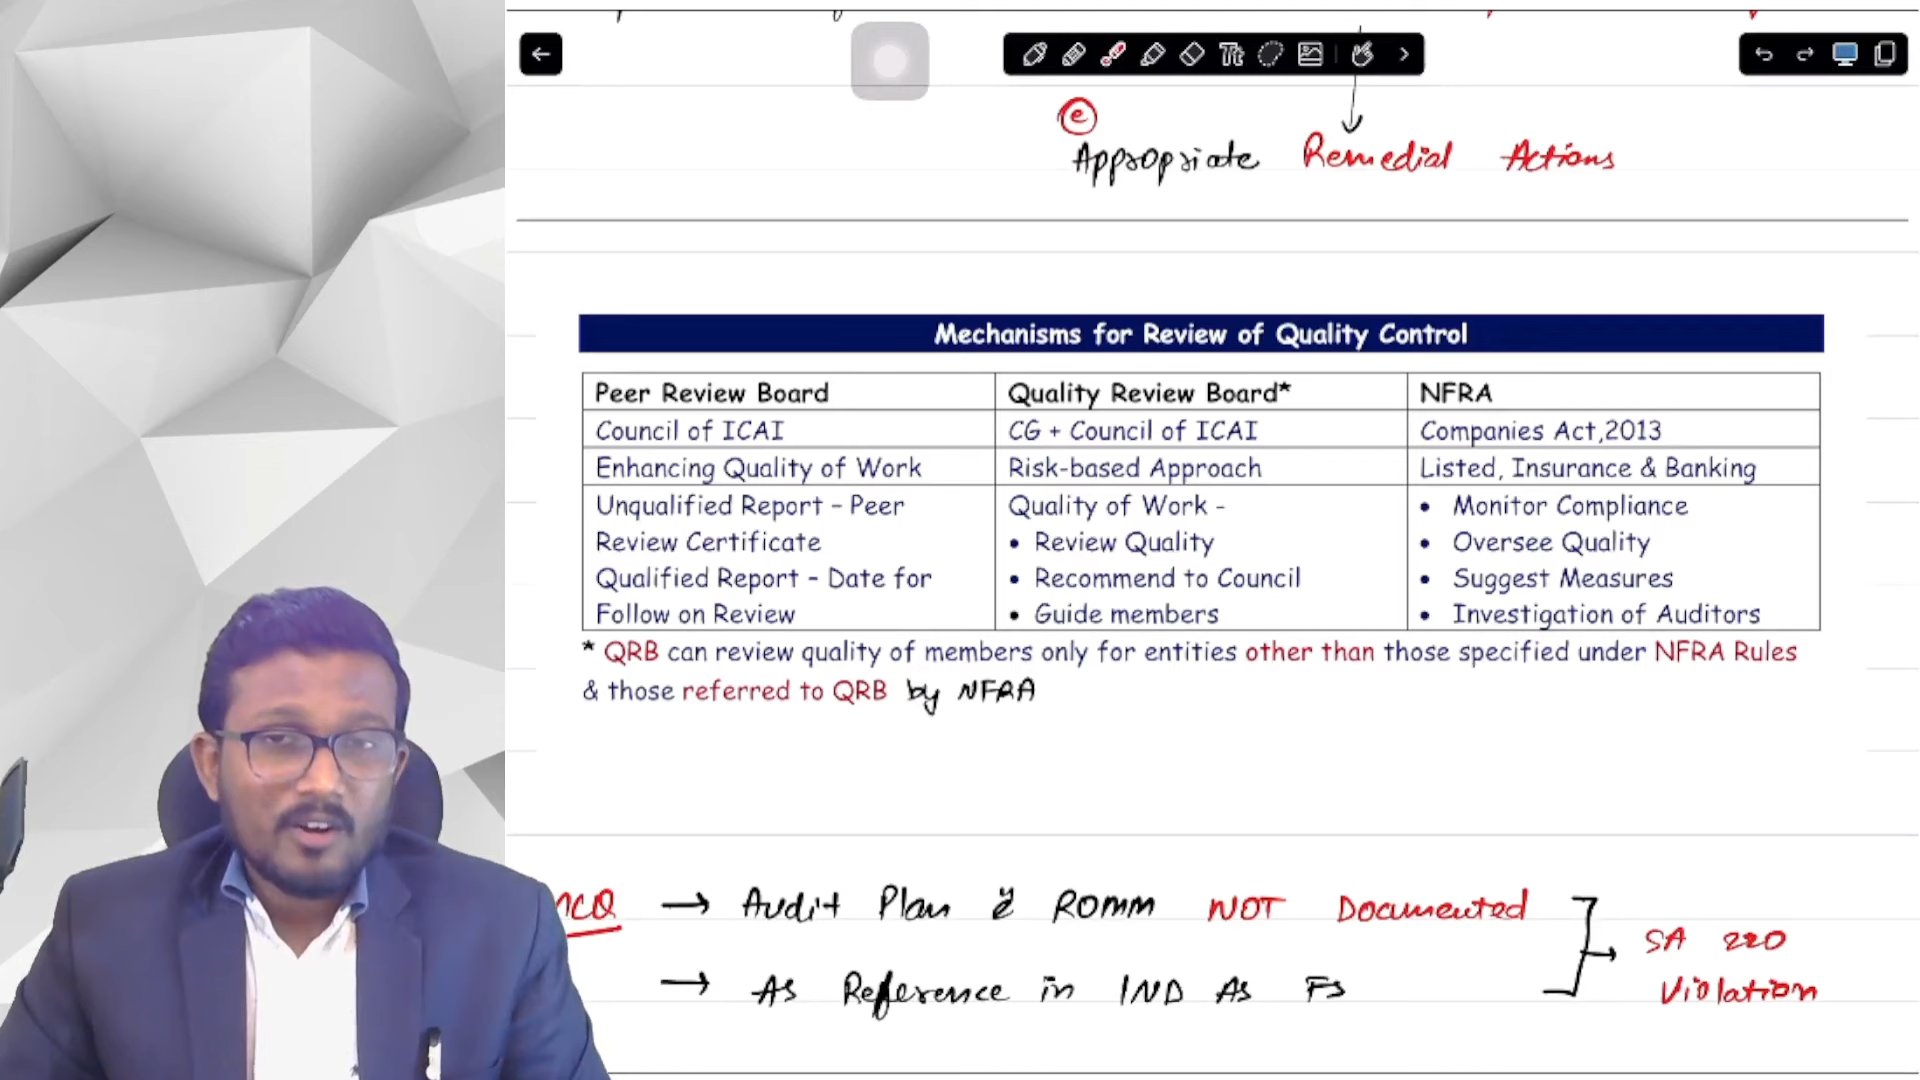 e
Appropriate Remedial Actions
Mechanisms for Review of Quality Control
Peer Review Board Quality Review Board* NFRA
Council of ICAI CG + Council of ICAI Companies Act,2013
Enhancing Quality of Work Risk-based Approach Listed, Insurance & Banking
Unqualified Report – Peer Quality of Work – • Monitor Compliance
Review Certificate • Review Quality • Oversee Quality
Qualified Report – Date for • Recommend to Council • Suggest Measures
Follow on Review • Guide members • Investigation of Auditors
* QRB can review quality of members only for entities other than those specified under NFRA Rules
& those referred to QRB by NFRA
MCQ → Audit Plan & ROMM NOT Documented
SA 220
→ AS Reference in IND AS FS
Violation